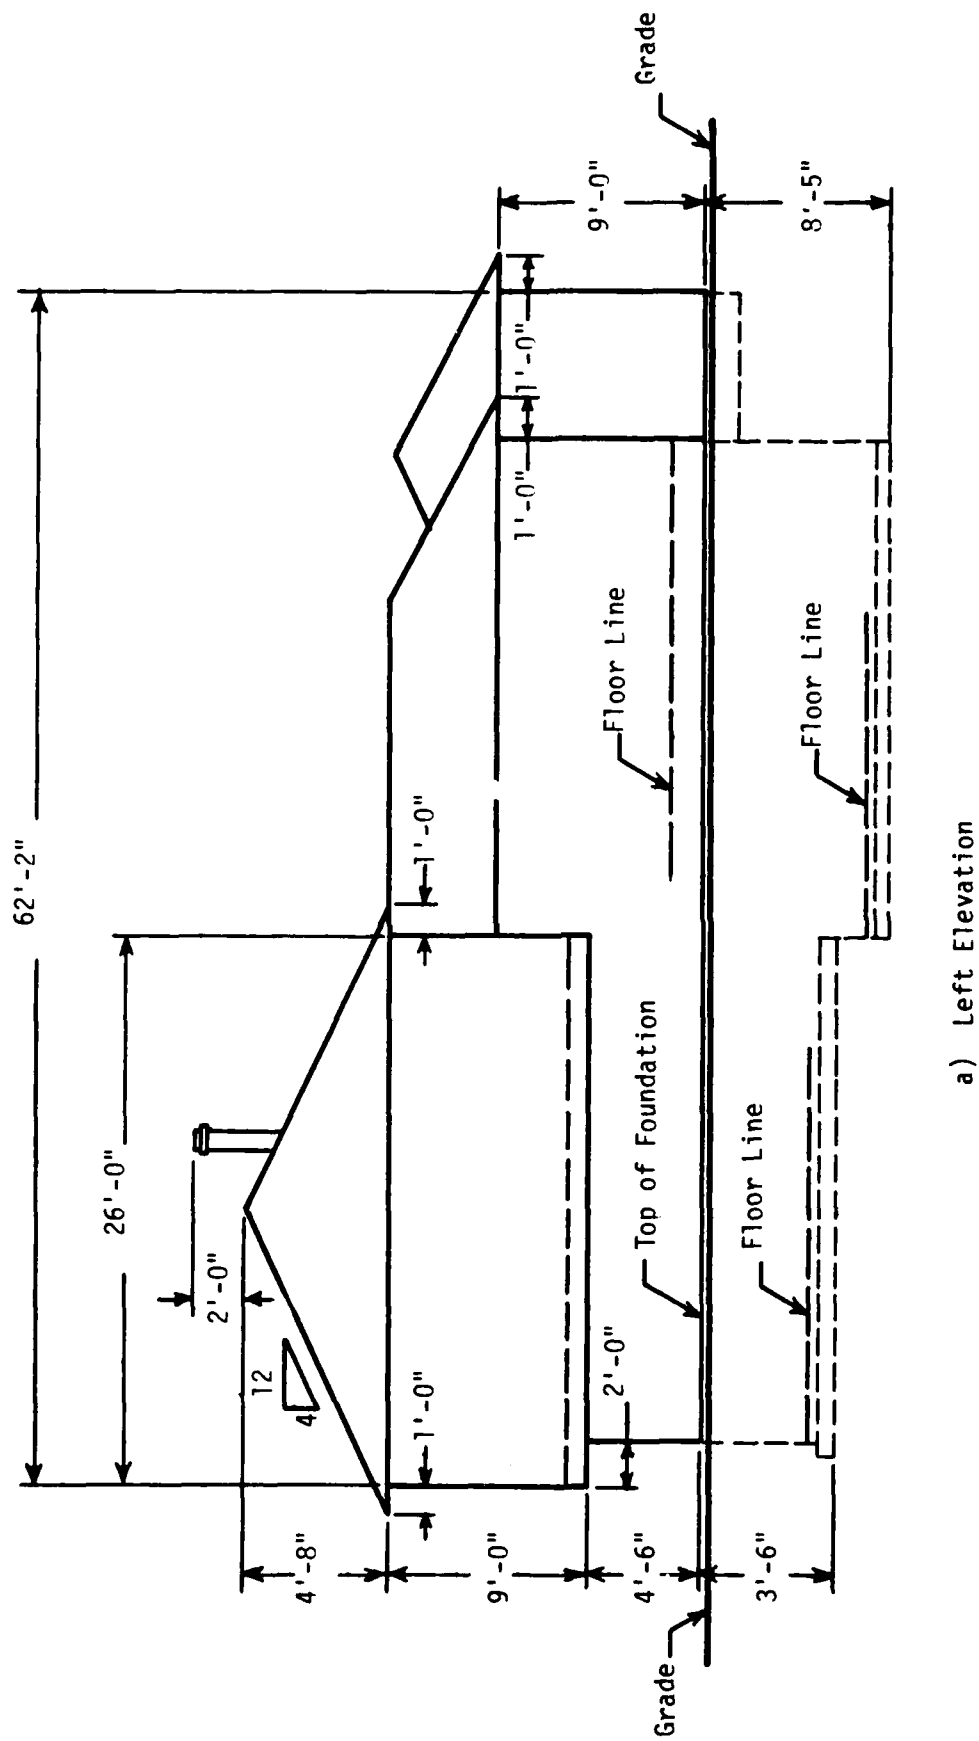 62'-2"
26'-0"
2'-0"
12
4
4'-8"
1'-0"
1'-0"
9'-0"
1'-0"
1'-0"
9'-0"
2'-0"
4'-6"
Top of Foundation
Floor Line
Grade
Grade
3'-6"
Floor Line
Floor Line
8'-5"
a) Left Elevation